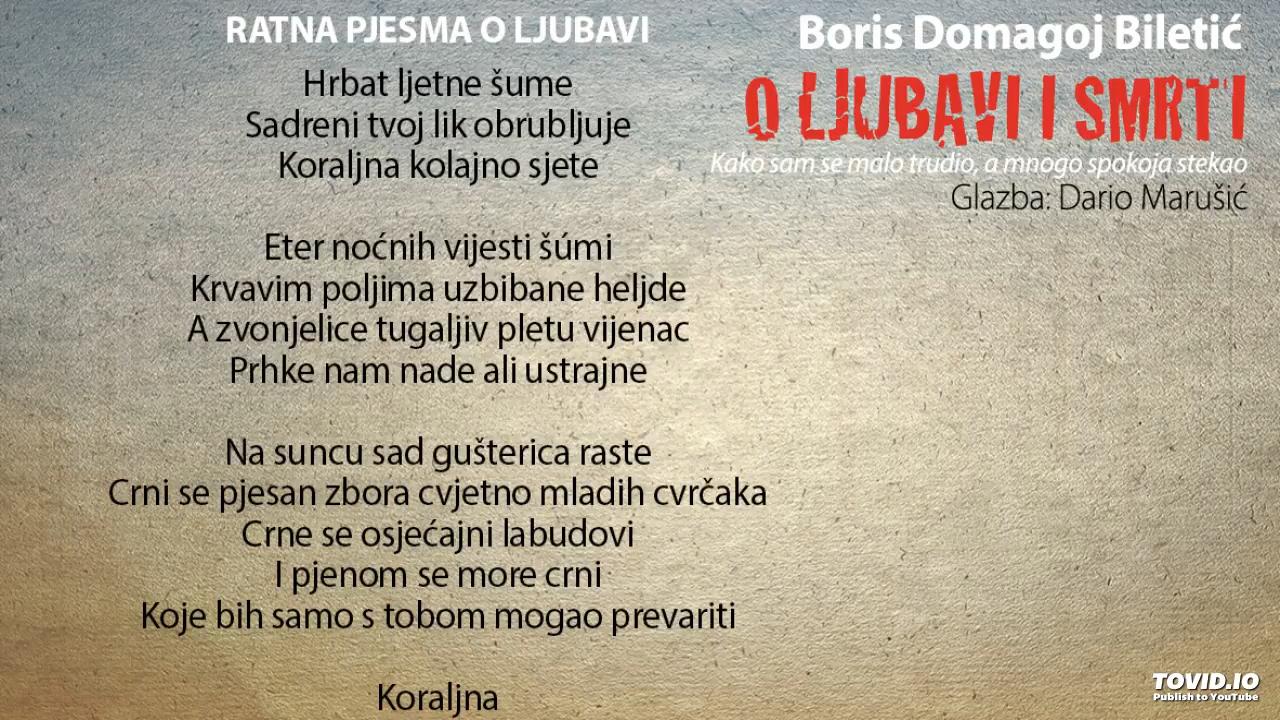 RATNA PJESMA O LJUBAVI
Hrbat ljetne šume
Sadreni tvoj lik obrubljuje
Koraljna kolajno sjete
Eter noćnih vijesti šúmi
Krvavim poljima uzbibane heljde
A zvonjelice tugaljiv pletu vijenac
Prhke nam nade ali ustrajne
Na suncu sad gušterica raste
Crni se pjesan zbora cvjetno mladih cvrčaka
Crne se osjećajni labudovi
I pjenom se more crni
Koje bih samo s tobom mogao prevariti
Koraljna
Boris Domagoj Biletić
O LJUBAVI I SMRTI
Kako sam se malo trudio, a mnogo spokoja stekao
Glazba: Dario Marušić
TOVID.IO
Publish to YouTube